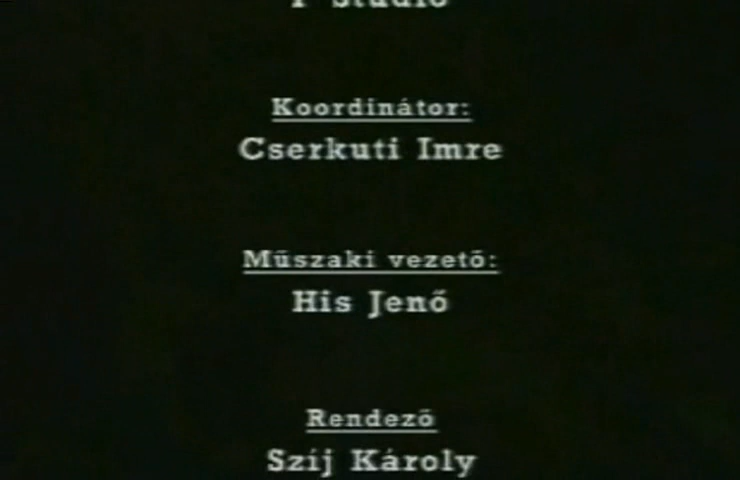 Koordinátor:
Cserkuti Imre
Műszaki vezető:
His Jenő
Rendező
Szíj Károly